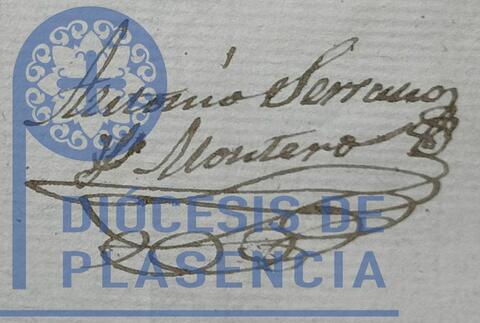 Antonio Serrano
Montero
DIÓCESIS DE
PLASENCIA